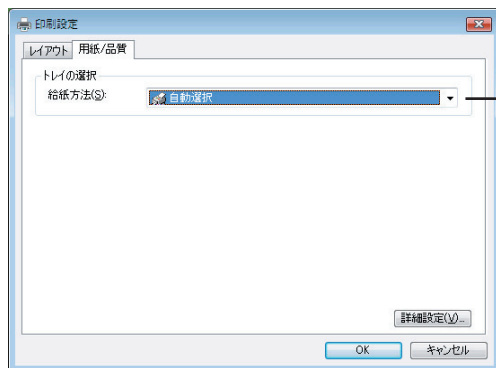 印刷設定
レイアウト 用紙/品質
トレイの選択
給紙方法(S): 自動選択
詳細設定(V)...
OK キャンセル